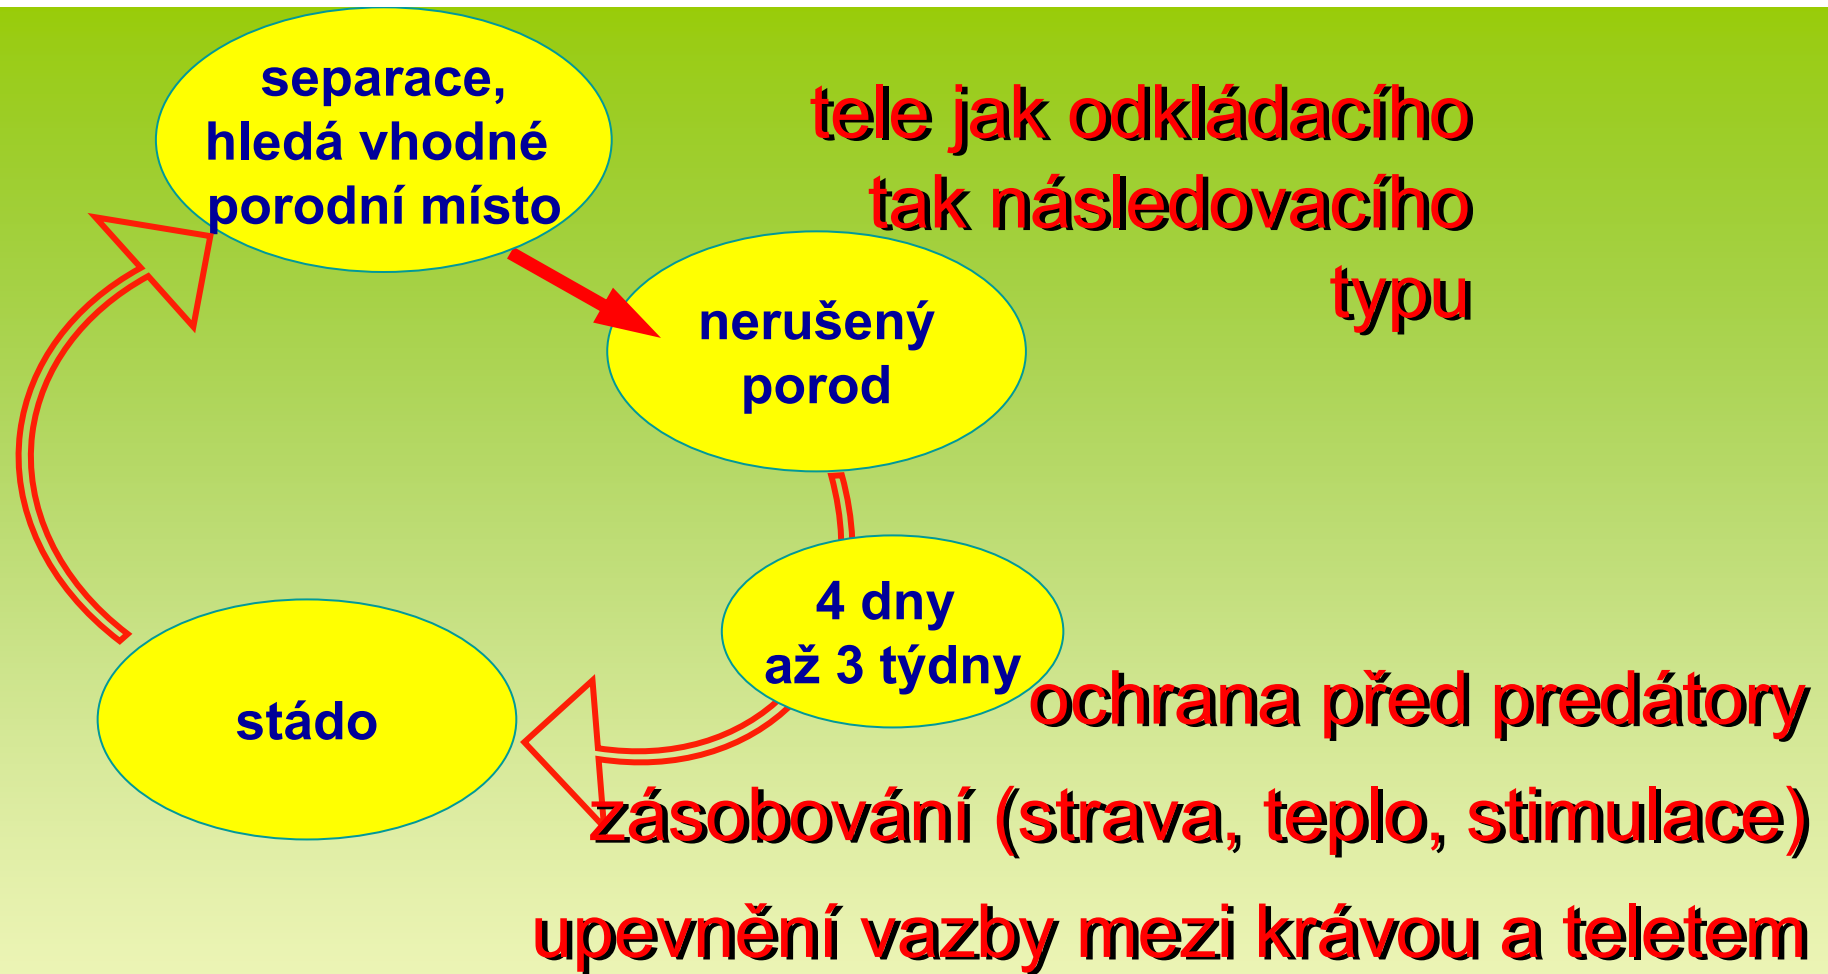 separace,
hledá vhodné
porodní místo
tele jak odkládacího
tak následovacího
typu
nerušený
porod
4 dny
až 3 týdny
stádo
ochrana před predátory
zásobování (strava, teplo, stimulace)
upevnění vazby mezi krávou a teletem